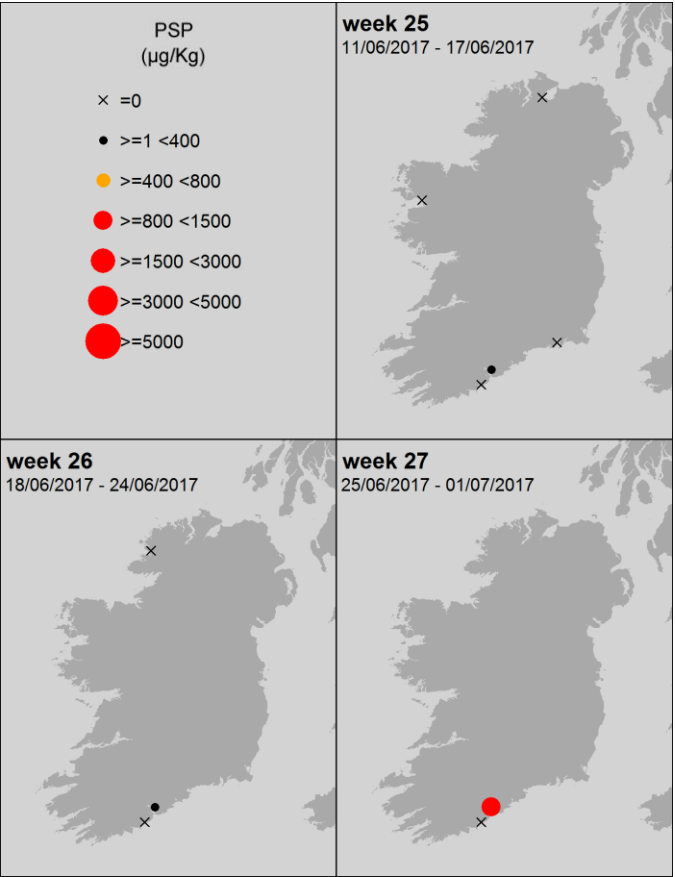 PSP
(µg/Kg)
=0
>=1 <400
>=400 <800
>=800 <1500
>=1500 <3000
>=3000 <5000
>=5000
week 25
11/06/2017 - 17/06/2017
week 26
18/06/2017 - 24/06/2017
week 27
25/06/2017 - 01/07/2017